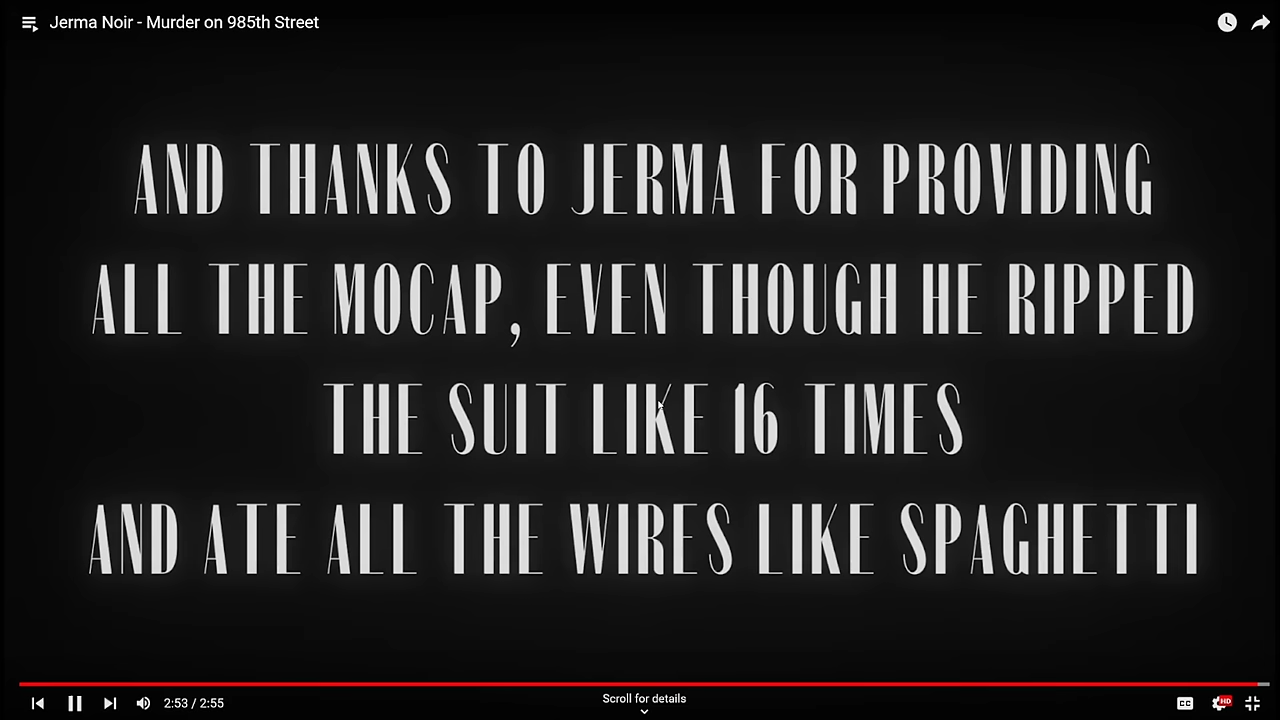 Jerma Noir - Murder on 985th Street
AND THANKS TO JERMA FOR PROVIDING
ALL THE MOCAP, EVEN THOUGH HE RIPPED
THE SUIT LIKE 16 TIMES
AND ATE ALL THE WIRES LIKE SPAGHETTI
Scroll for details
2:53 / 2:55
CC
HD